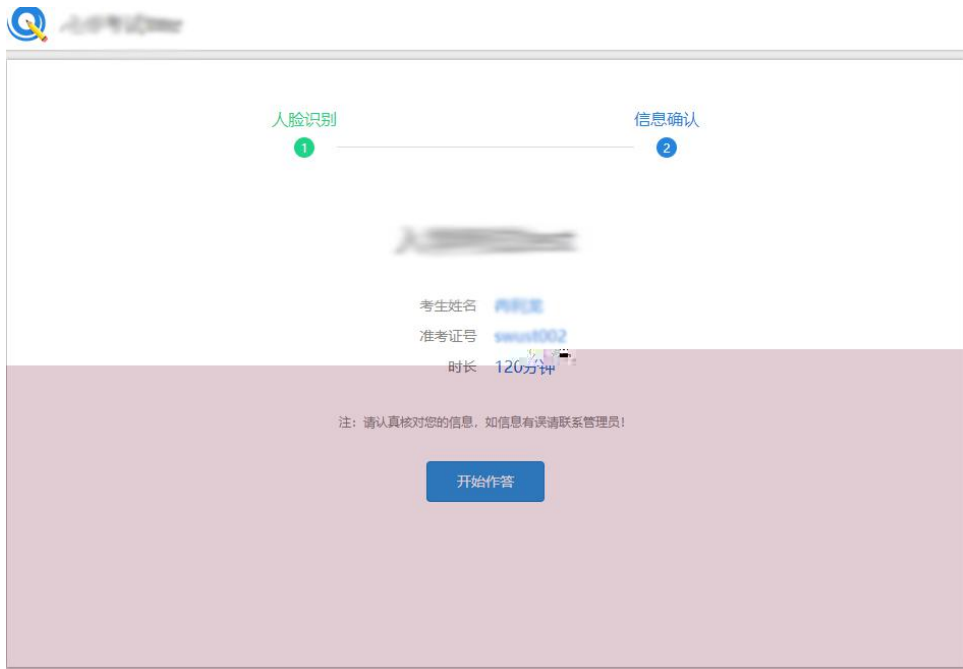 人脸识别
信息确认
1
2
考生姓名
准考证号 swust002
时长 120分钟
注：请认真核对您的信息，如信息有误请联系管理员！
开始作答